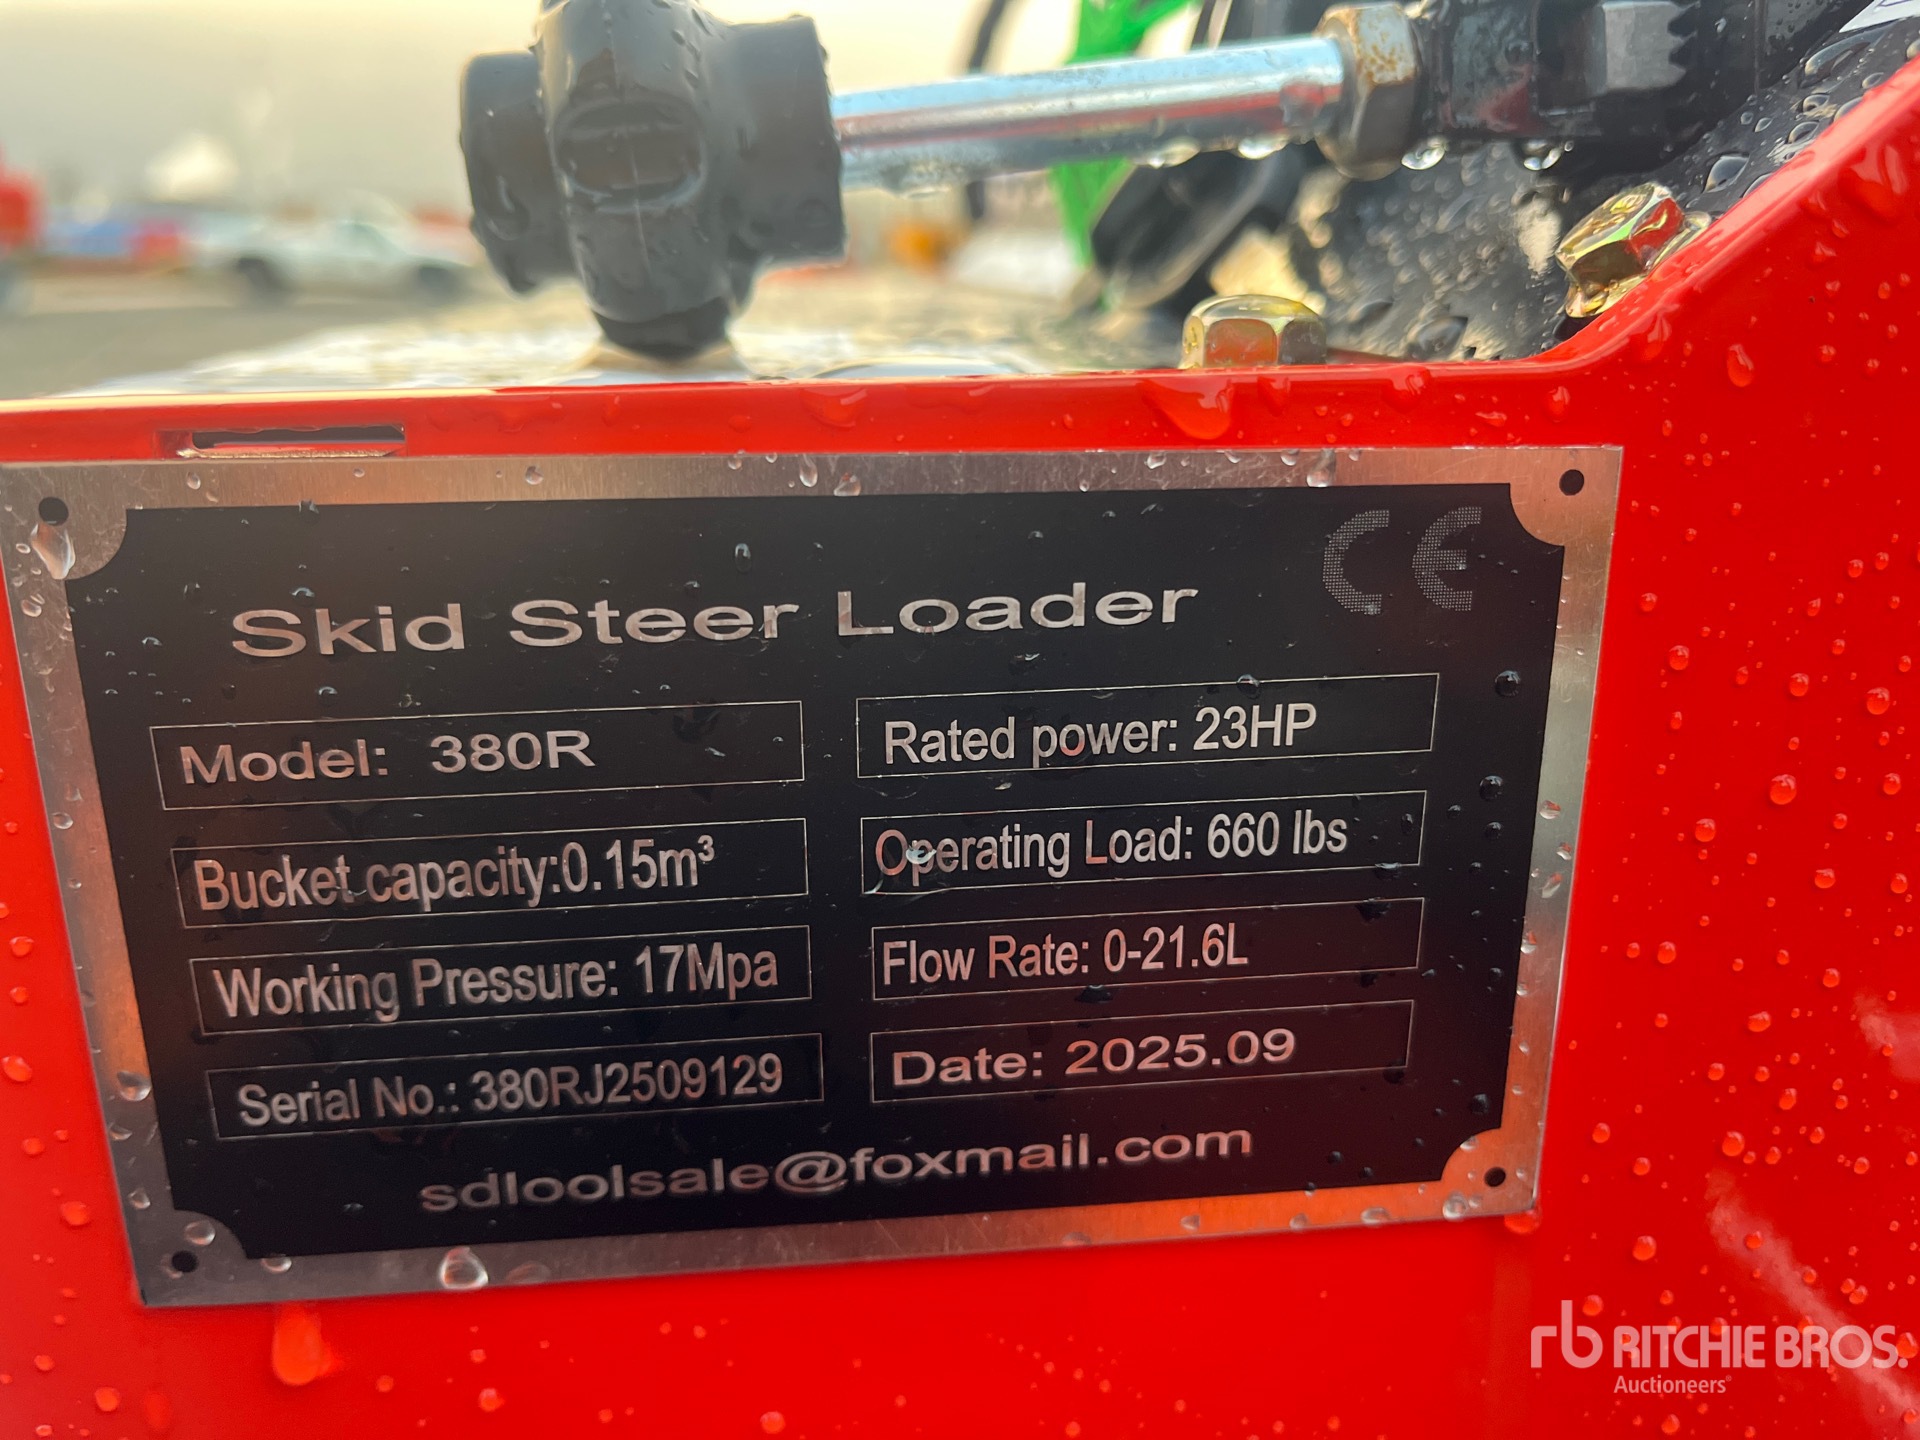 CE
Skid Steer Loader
Model: 380R
Rated power: 23HP
Bucket capacity:0.15m³
Operating Load: 660 lbs
Working Pressure: 17Mpa
Flow Rate: 0-21.6L
Serial No.: 380RJ2509129
Date: 2025.09
sdloolsale@foxmail.com
rb RITCHIE BROS.
Auctioneers